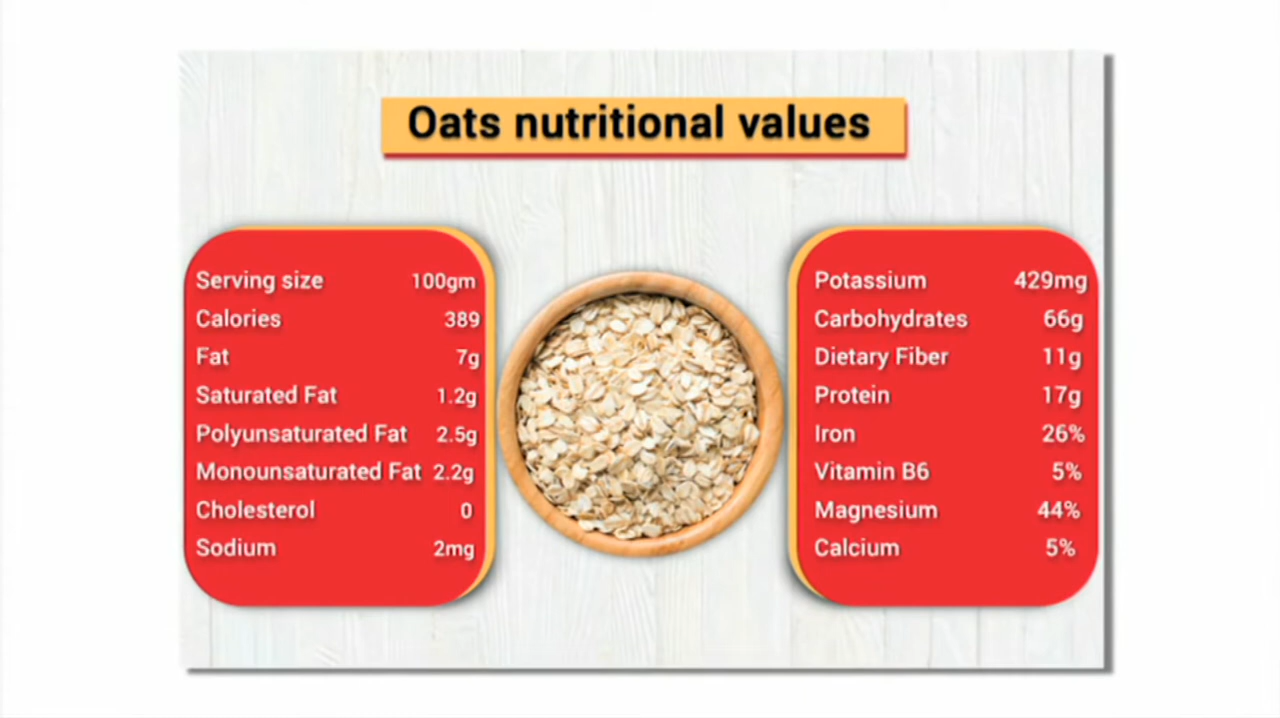 Oats nutritional values
Serving size 100gm
Calories 389
Fat 7g
Saturated Fat 1.2g
Polyunsaturated Fat 2.5g
Monounsaturated Fat 2.2g
Cholesterol 0
Sodium 2mg
Potassium 429mg
Carbohydrates 66g
Dietary Fiber 11g
Protein 17g
Iron 26%
Vitamin B6 5%
Magnesium 44%
Calcium 5%